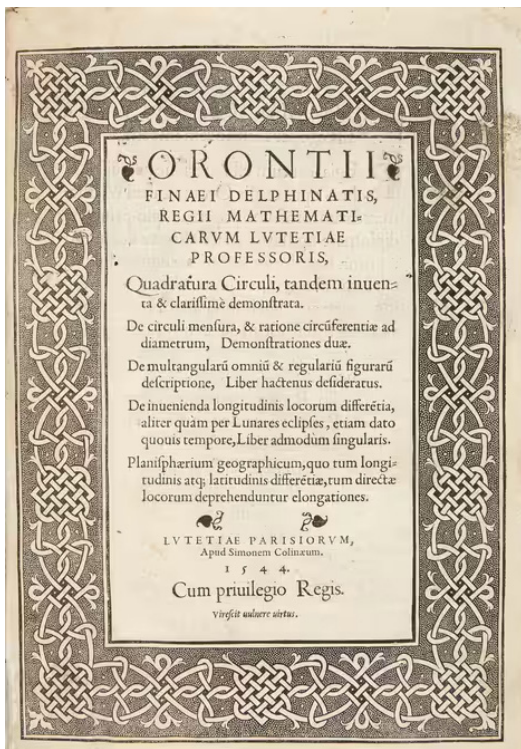 ORONTII
FINAEI DELPHINATIS,
REGII MATHEMATI-
CARVM LVTETIAE
PROFESSORIS,
Quadratura Circuli, tandem inuen-
ta & clarissimè demonstrata.
De circuli mensura, & ratione circũferentiæ ad
diametrum, Demonstrationes duæ.
De multangularũ omniũ & regulariũ figurarũ
descriptione, Liber hactenus desideratus.
De inuenienda longitudinis locorum differẽtia,
aliter quàm per Lunares eclipses, etiam dato
quouis tempore, Liber admodùm singularis.
Planisphærium geographicum, quo tum longi-
tudinis atq; latitudinis differẽtiæ, tum directæ
locorum deprehenduntur elongationes.
LVTETIAE PARISIORVM,
Apud Simonem Colinæum.
1544.
Cum priuilegio Regis.
Virescit uulnere uirtus.